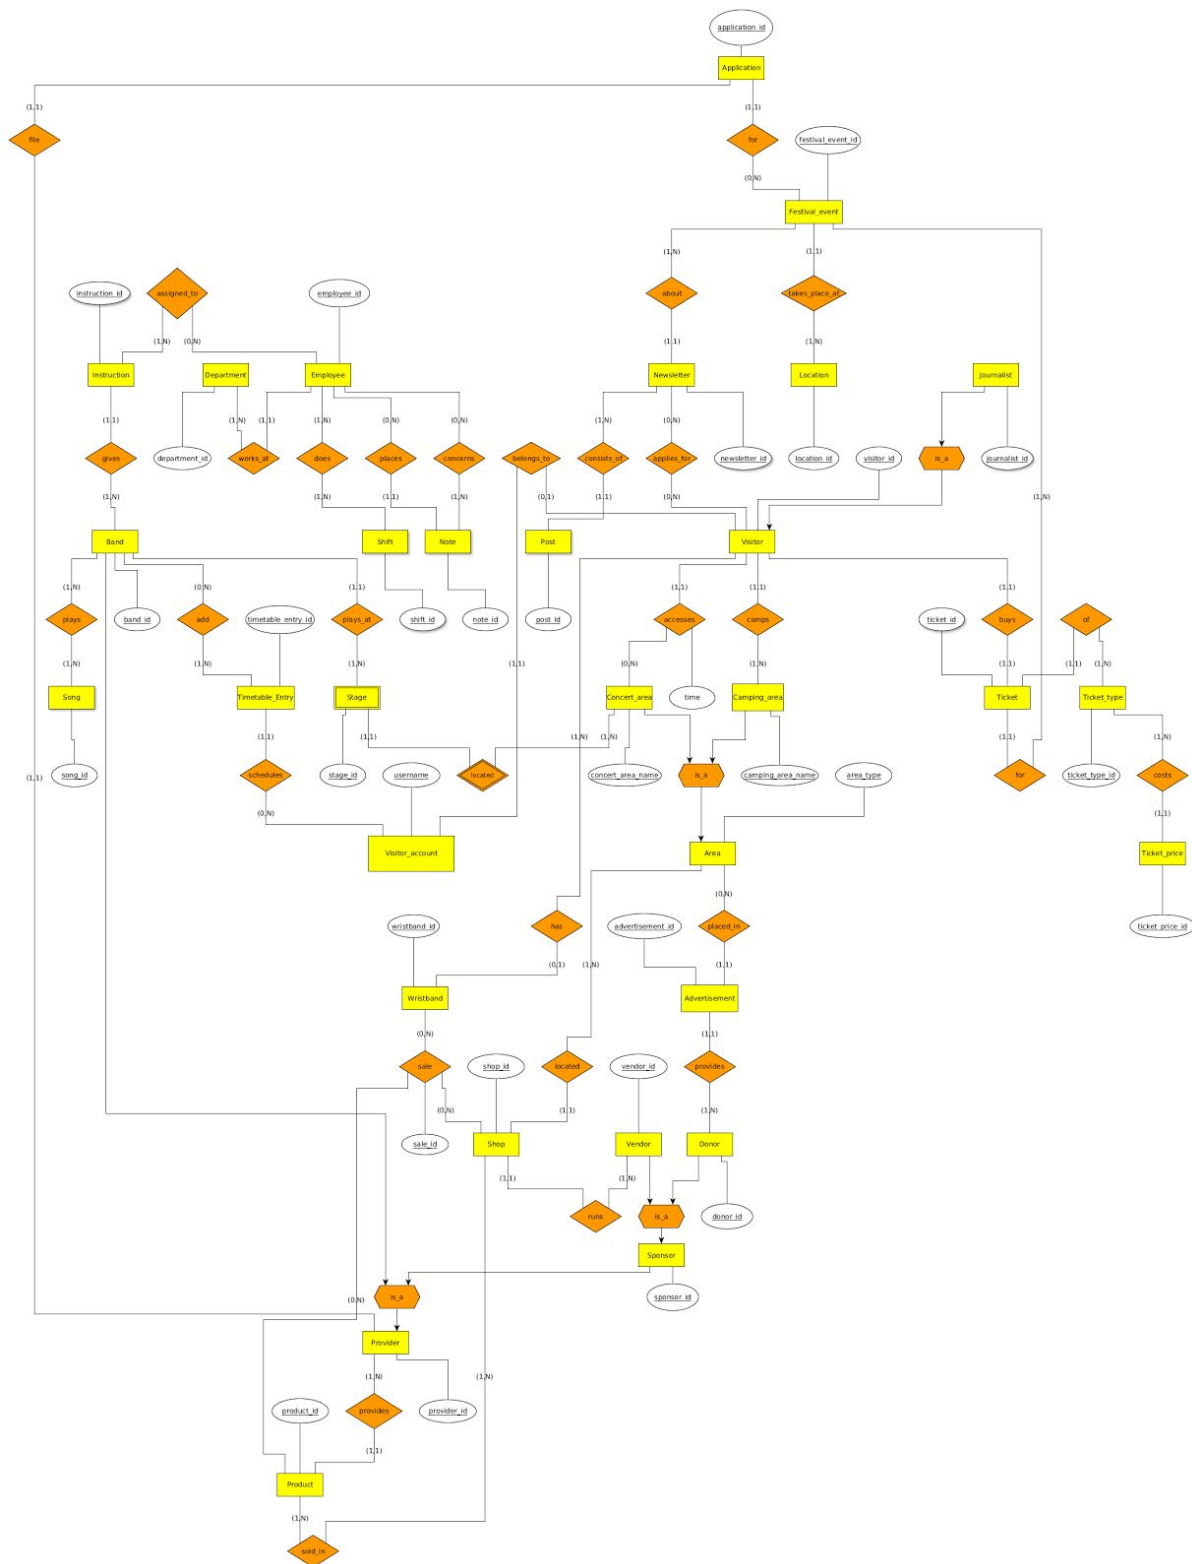 application_id
Application
(1,1)
(1,1)
file
for
festival_event_id
(0,N)
Festival_event
(1,N)
(1,1)
instruction_id
assigned_to
employee_id
about
takes_place_at
(1,N)
(0,N)
(1,1)
(1,N)
Instruction
Department
Employee
Newsletter
Location
Journalist
(1,1)
(1,N)
(1,1)
(1,N)
(0,N)
(0,N)
(1,N)
(0,N)
gives
department_id
works_at
does
places
concerns
belongs_to
consists_of
applies_for
newsletter_id
location_id
visitor_id
is_a
journalist_id
(1,N)
(1,N)
(1,1)
(1,N)
(0,1)
(1,1)
(0,N)
(1,N)
Band
Shift
Note
Post
Visitor
(1,N)
(0,N)
(1,1)
(1,1)
(1,1)
(1,1)
plays
band_id
add
timetable_entry_id
plays_at
shift_id
note_id
post_id
accesses
camps
ticket_id
buys
of
(1,N)
(1,N)
(1,N)
(1,1)
(0,N)
(1,N)
(1,1)
(1,1)
(1,N)
Song
Timetable_Entry
Stage
Concert_area
time
Camping_area
Ticket
Ticket_type
(1,1)
(1,1)
(1,N)
(1,N)
(1,1)
(1,N)
song_id
schedules
stage_id
username
located
concert_area_name
is_a
camping_area_name
area_type
for
ticket_type_id
costs
(1,1)
(0,N)
(1,1)
Visitor_account
Area
Ticket_price
(0,N)
wristband_id
has
advertisement_id
placed_in
ticket_price_id
(0,1)
(1,N)
(1,1)
Wristband
Advertisement
(0,N)
(1,1)
sale
shop_id
located
vendor_id
provides
(0,N)
(1,1)
(1,N)
sale_id
Shop
Vendor
Donor
(1,1)
(1,N)
runs
is_a
donor_id
Sponsor
(0,N)
is_a
sponsor_id
Provider
(1,N)
(1,N)
product_id
provides
provider_id
(1,1)
Product
(1,N)
sold_in